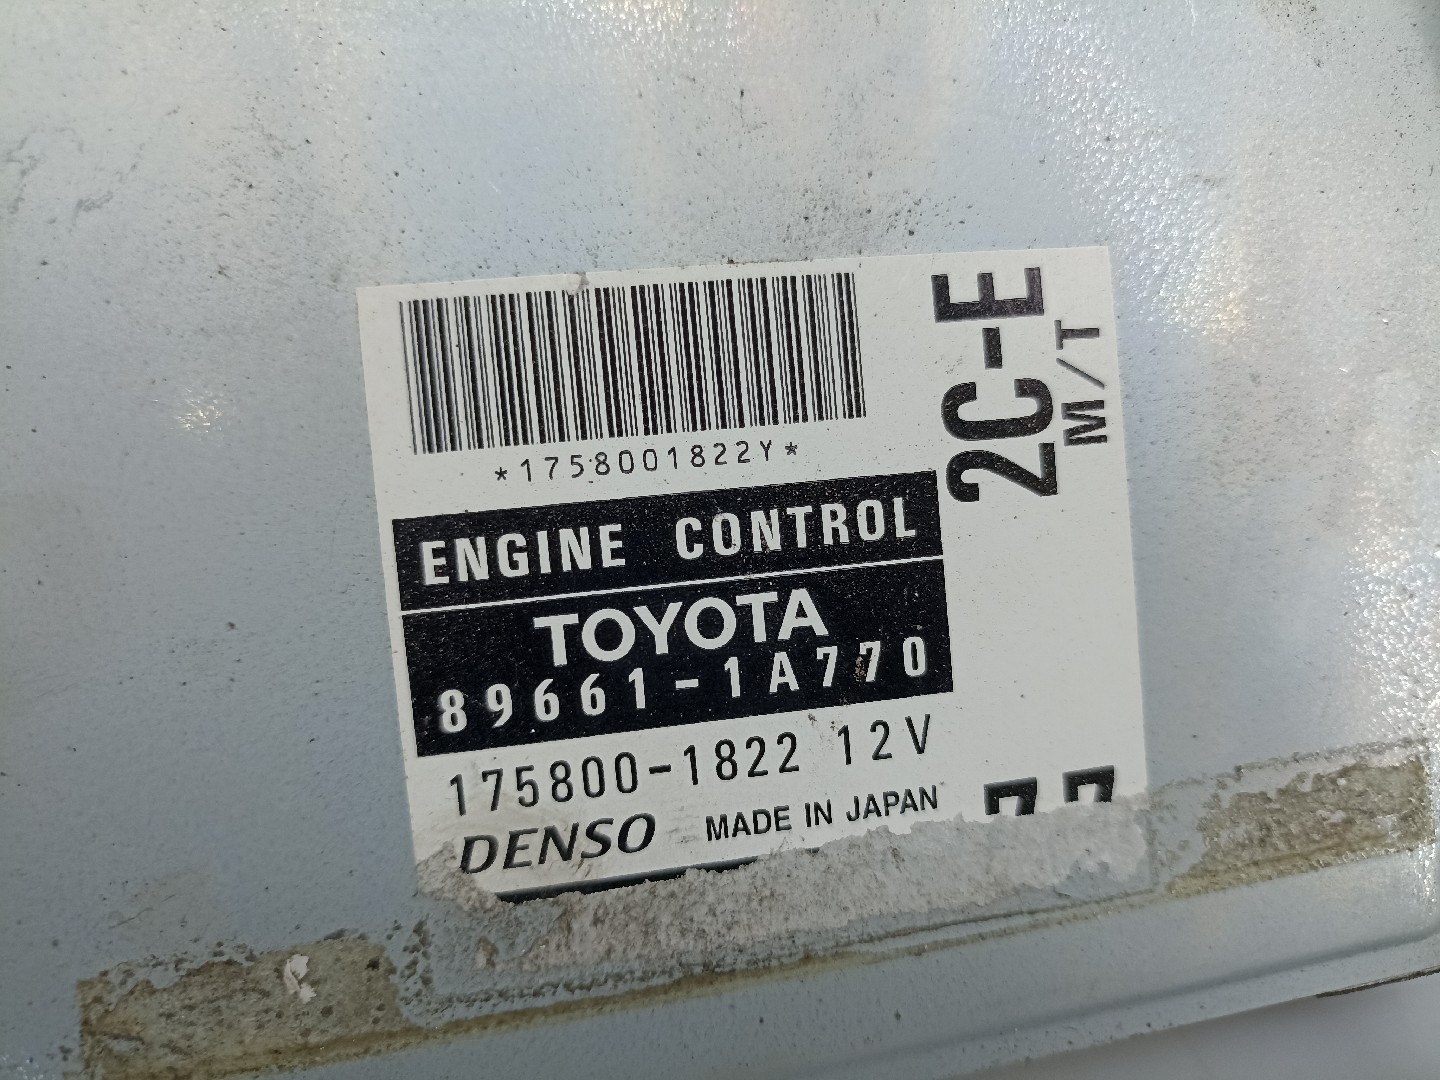 *1758001822Y*
ENGINE CONTROL
TOYOTA
89661-1A770
175800-1822 12V
DENSO MADE IN JAPAN
2C-E
M/T